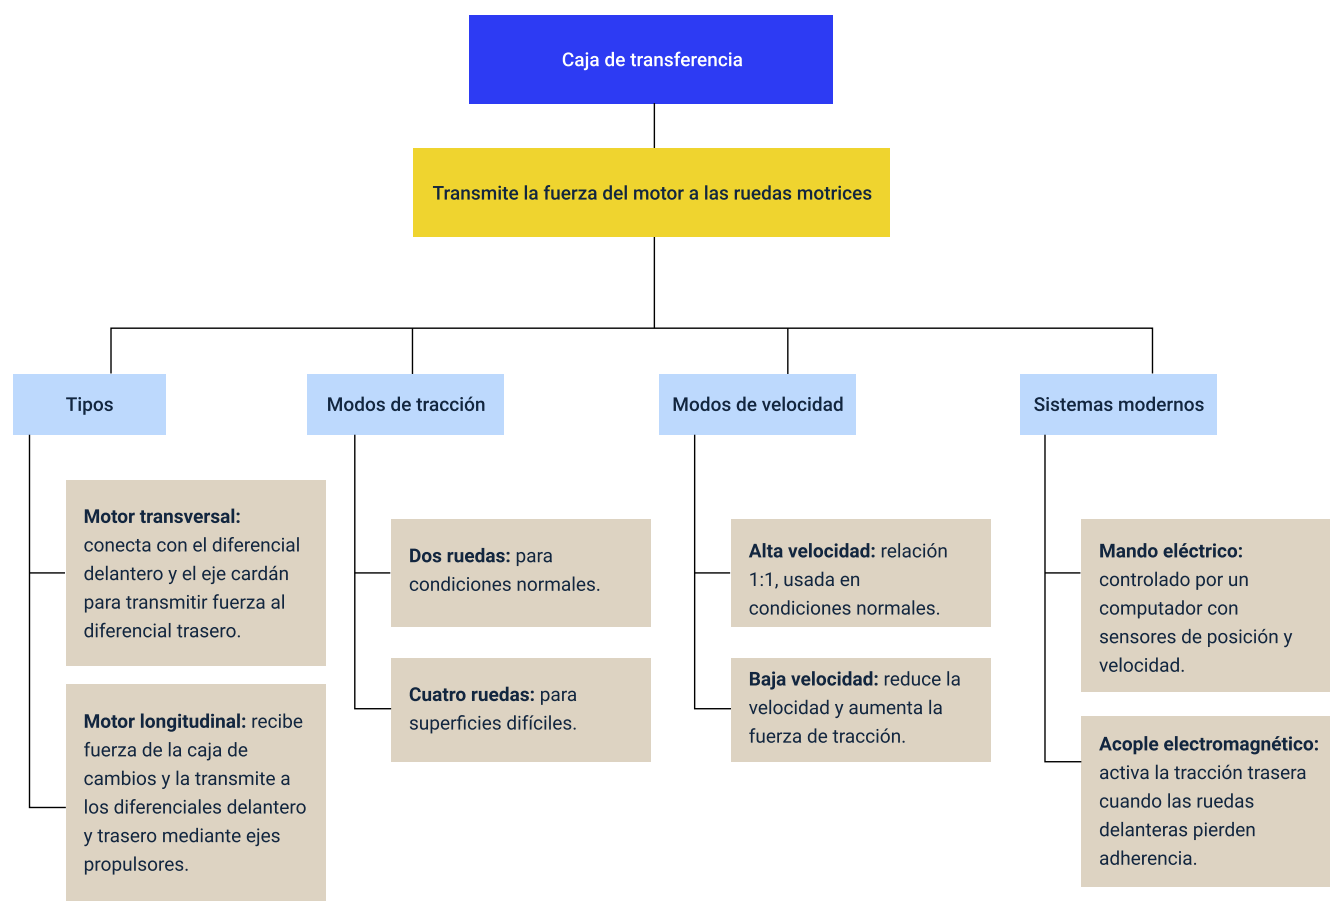 Caja de transferencia
Transmite la fuerza del motor a las ruedas motrices
Tipos
Motor transversal:
conecta con el diferencial
delantero y el eje cardán
para transmitir fuerza al
diferencial trasero.
Motor longitudinal: recibe
fuerza de la caja de
cambios y la transmite a
los diferenciales delantero
y trasero mediante ejes
propulsores.
Modos de tracción
Dos ruedas: para
condiciones normales.
Cuatro ruedas: para
superficies difíciles.
Modos de velocidad
Alta velocidad: relación
1:1, usada en
condiciones normales.
Baja velocidad: reduce la
velocidad y aumenta la
fuerza de tracción.
Sistemas modernos
Mando eléctrico:
controlado por un
computador con
sensores de posición y
velocidad.
Acople electromagnético:
activa la tracción trasera
cuando las ruedas
delanteras pierden
adherencia.